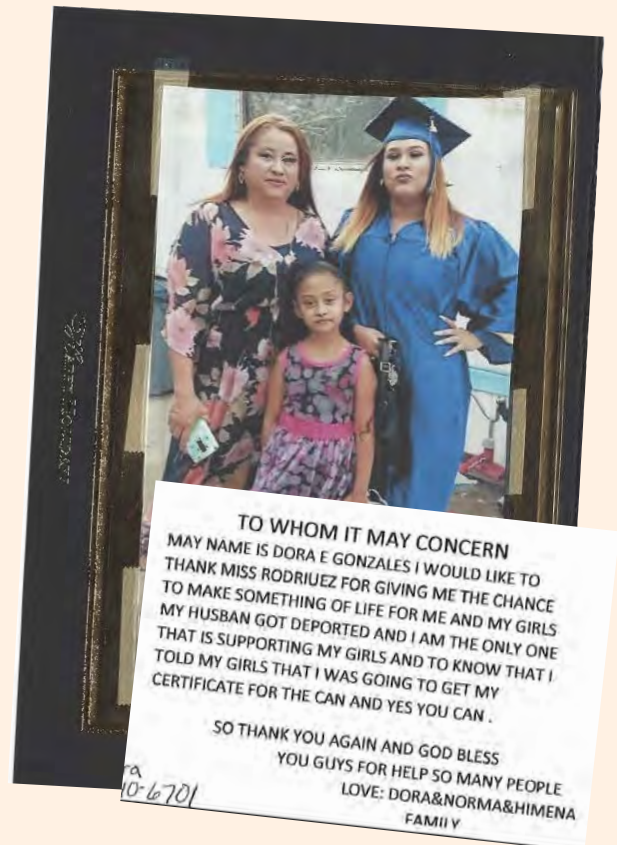 TO WHOM IT MAY CONCERN
MAY NAME IS DORA E GONZALES I WOULD LIKE TO
THANK MISS RODRIUEZ FOR GIVING ME THE CHANCE
TO MAKE SOMETHING OF LIFE FOR ME AND MY GIRLS
MY HUSBAN GOT DEPORTED AND I AM THE ONLY ONE
THAT IS SUPPORTING MY GIRLS AND TO KNOW THAT I
TOLD MY GIRLS THAT I WAS GOING TO GET MY
CERTIFICATE FOR THE CAN AND YES YOU CAN .
SO THANK YOU AGAIN AND GOD BLESS
YOU GUYS FOR HELP SO MANY PEOPLE
LOVE: DORA&NORMA&HIMENA
FAMILY
ra
10-6701